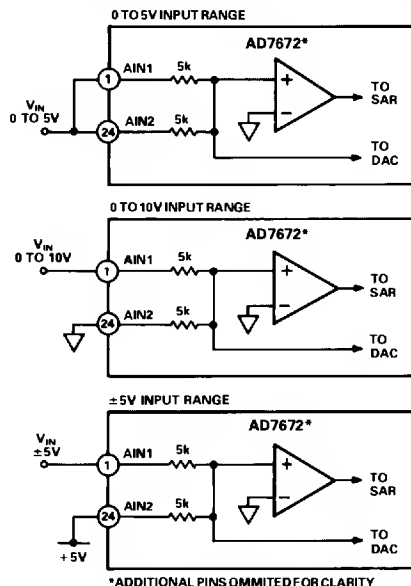 0 TO 5V INPUT RANGE
AD7672*
1 AIN1 5k
+
TO
SAR
VIN
0 TO 5V
24 AIN2 5k
−
TO
DAC
0 TO 10V INPUT RANGE
AD7672*
VIN
0 TO 10V
1 AIN1 5k
+
TO
SAR
24 AIN2 5k
−
TO
DAC
±5V INPUT RANGE
AD7672*
VIN
±5V
1 AIN1 5k
+
TO
SAR
24 AIN2 5k
−
+5V
TO
DAC
*ADDITIONAL PINS OMMITED FOR CLARITY